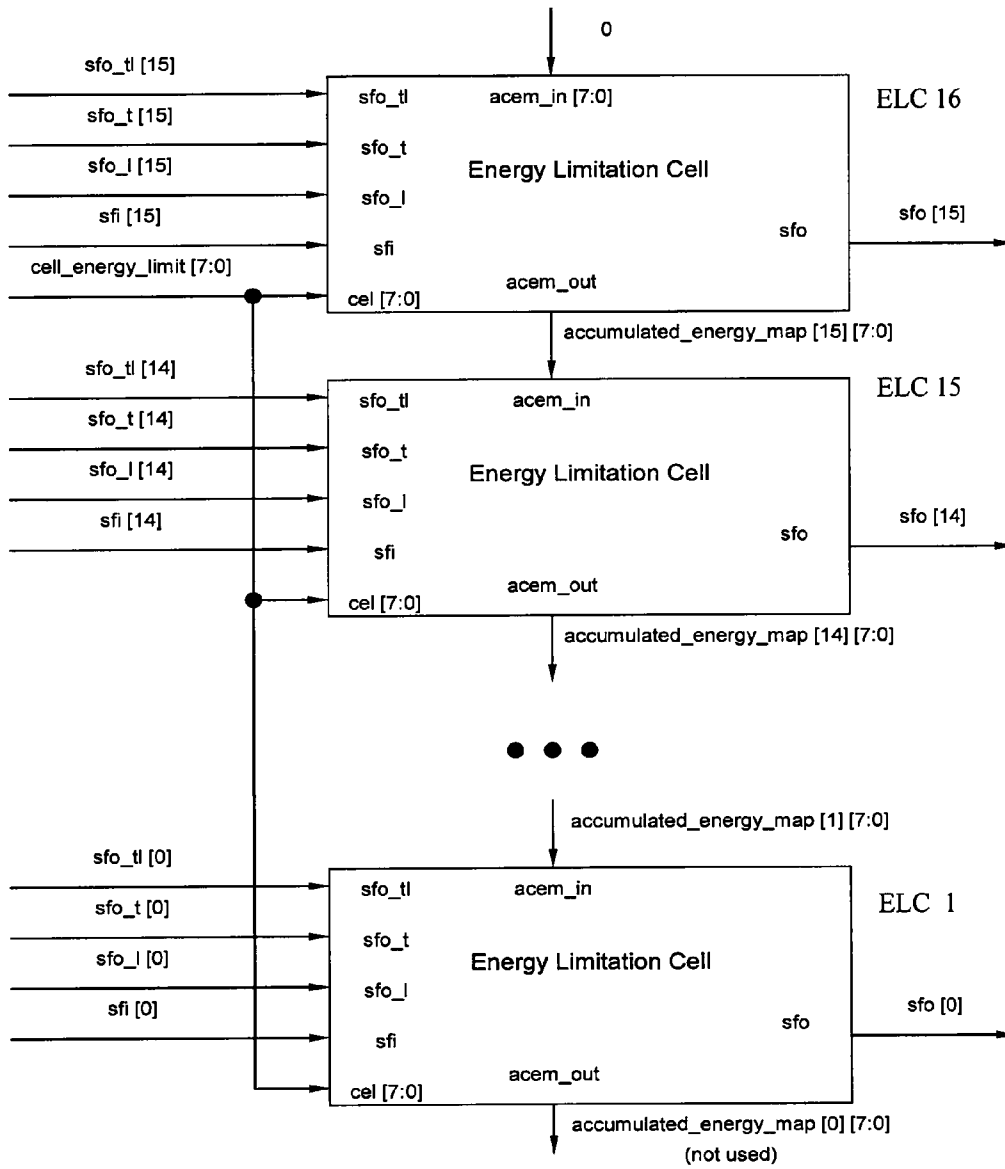 0
sfo_tl [15]
sfo_tl
acem_in [7:0]
ELC 16
sfo_t [15]
sfo_t
Energy Limitation Cell
sfo_l [15]
sfo_l
sfi [15]
sfi
sfo
sfo [15]
cell_energy_limit [7:0]
cel [7:0]
acem_out
accumulated_energy_map [15] [7:0]
sfo_tl [14]
sfo_tl
acem_in
ELC 15
sfo_t [14]
sfo_t
Energy Limitation Cell
sfo_l [14]
sfo_l
sfi [14]
sfi
sfo
sfo [14]
cel [7:0]
acem_out
accumulated_energy_map [14] [7:0]
accumulated_energy_map [1] [7:0]
sfo_tl [0]
sfo_tl
acem_in
ELC 1
sfo_t [0]
sfo_t
Energy Limitation Cell
sfo_l [0]
sfo_l
sfi [0]
sfi
sfo
sfo [0]
cel [7:0]
acem_out
accumulated_energy_map [0] [7:0]
(not used)